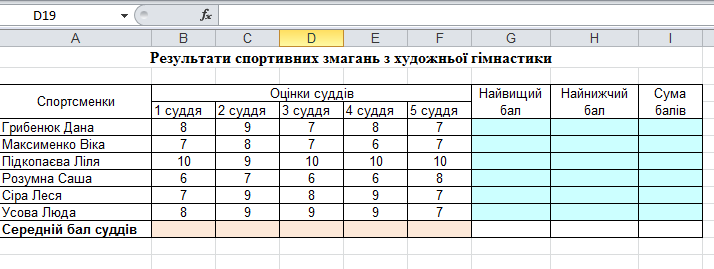 D19 fx
A B C D E F G H I
Результати спортивних змагань з художньої гімнастики
Спортсменки Оцінки суддів Найвищий бал Найнижчий бал Сума балів
1 суддя 2 суддя 3 суддя 4 суддя 5 суддя
Грибенюк Дана 8 9 7 8 7
Максименко Віка 7 8 7 6 7
Підкопаєва Ліля 10 9 10 10 10
Розумна Саша 6 7 6 6 8
Сіра Леся 7 9 8 9 7
Усова Люда 8 9 9 9 7
Середній бал суддів